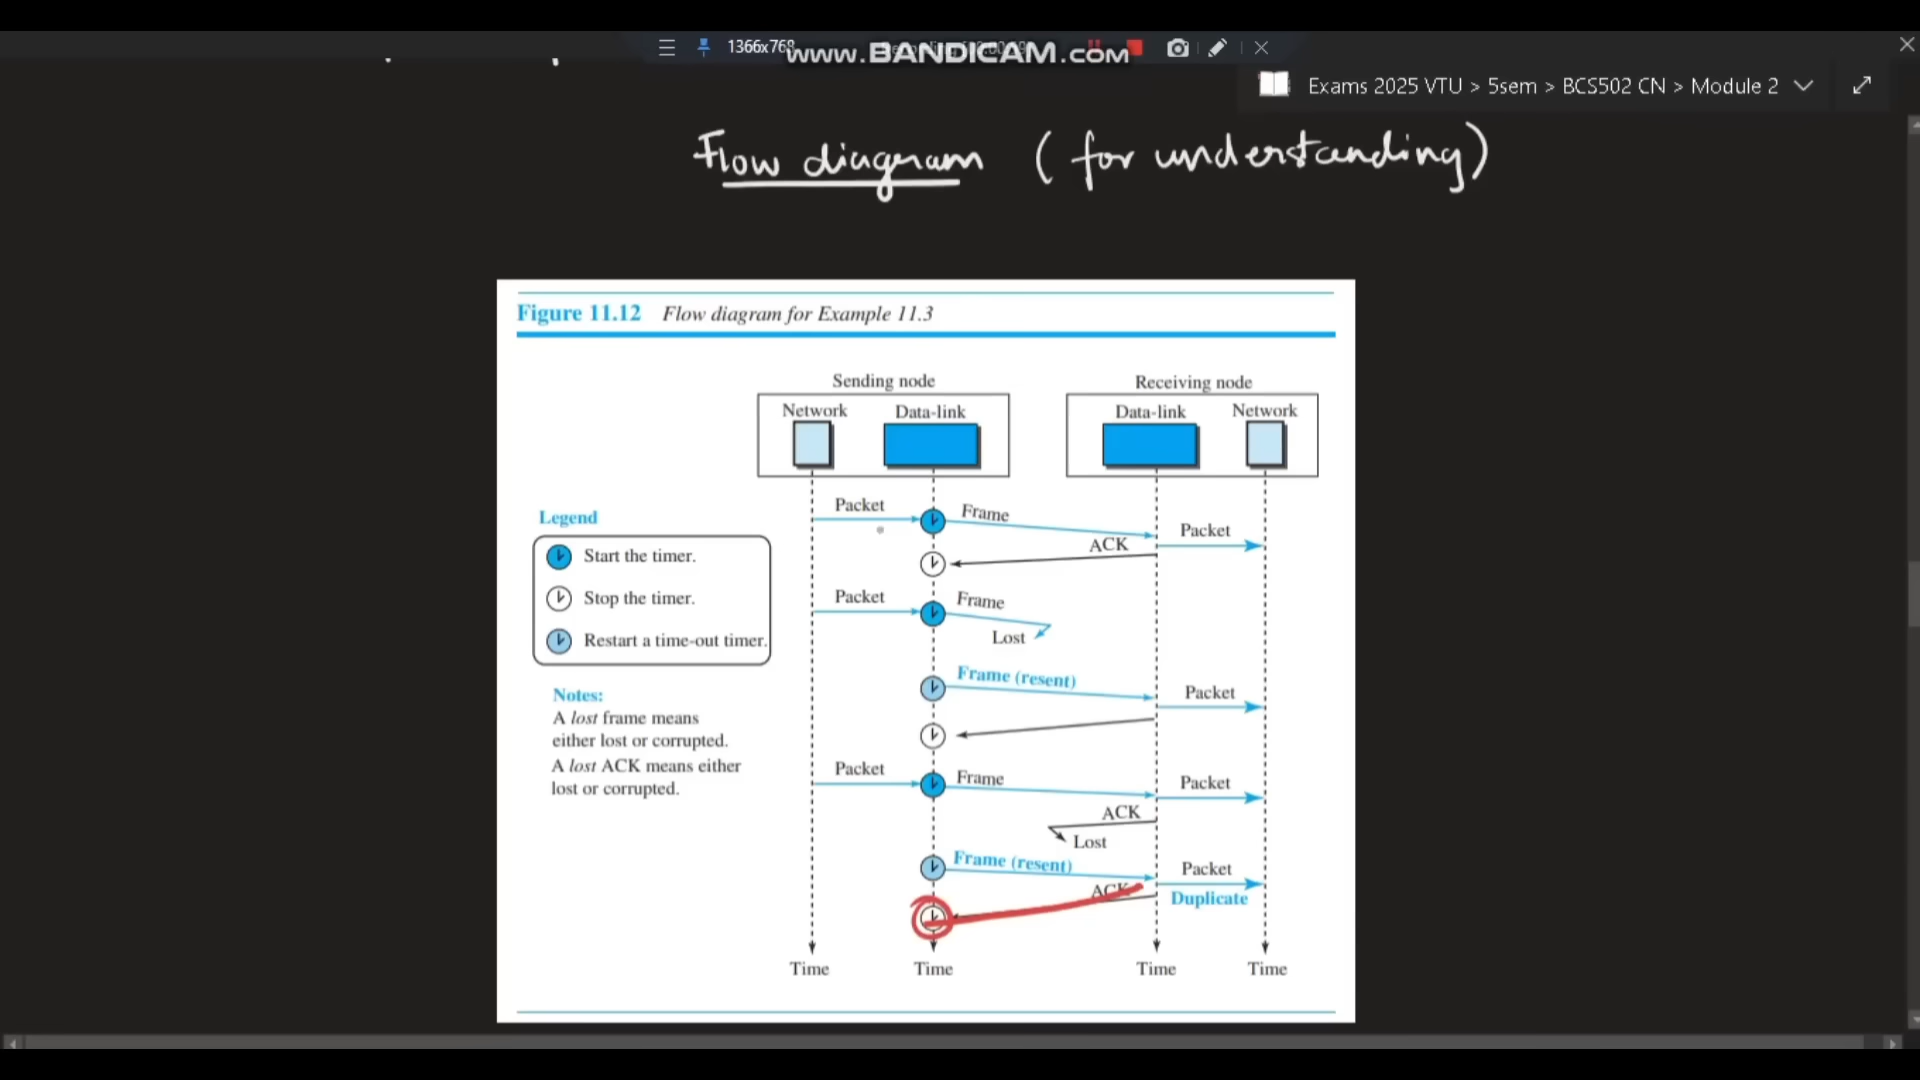 1366x768
www.BANDICAM.COM
Exams 2025 VTU > 5sem > BCS502 CN > Module 2
Flow diagram (for understanding)
Figure 11.12 Flow diagram for Example 11.3
Sending node
Receiving node
Network Data-link
Data-link Network
Packet Frame
Packet
ACK
Legend
Start the timer.
Stop the timer.
Restart a time-out timer.
Packet Frame
Lost
Frame (resent)
Packet
Notes:
A lost frame means
either lost or corrupted.
A lost ACK means either
lost or corrupted.
Packet Frame
Packet
ACK
Lost
Frame (resent)
Packet
ACK
Duplicate
Time Time Time Time